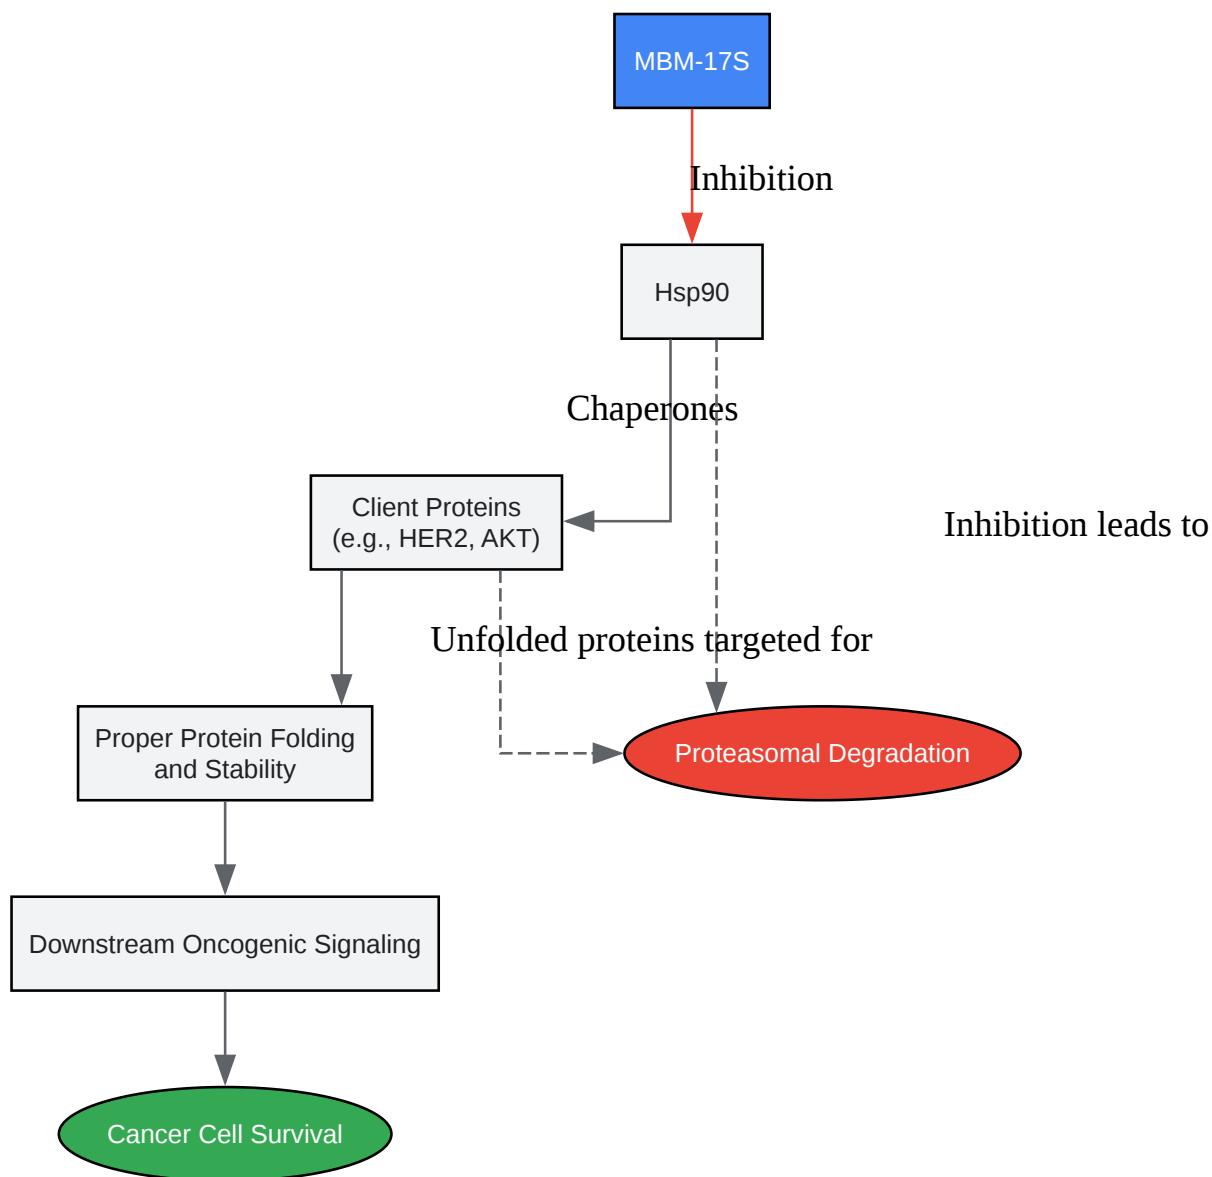 MBM-17S
Inhibition
Hsp90
Chaperones
Client Proteins
(e.g., HER2, AKT)
Inhibition leads to
Unfolded proteins targeted for
Proper Protein Folding
and Stability
Proteasomal Degradation
Downstream Oncogenic Signaling
Cancer Cell Survival